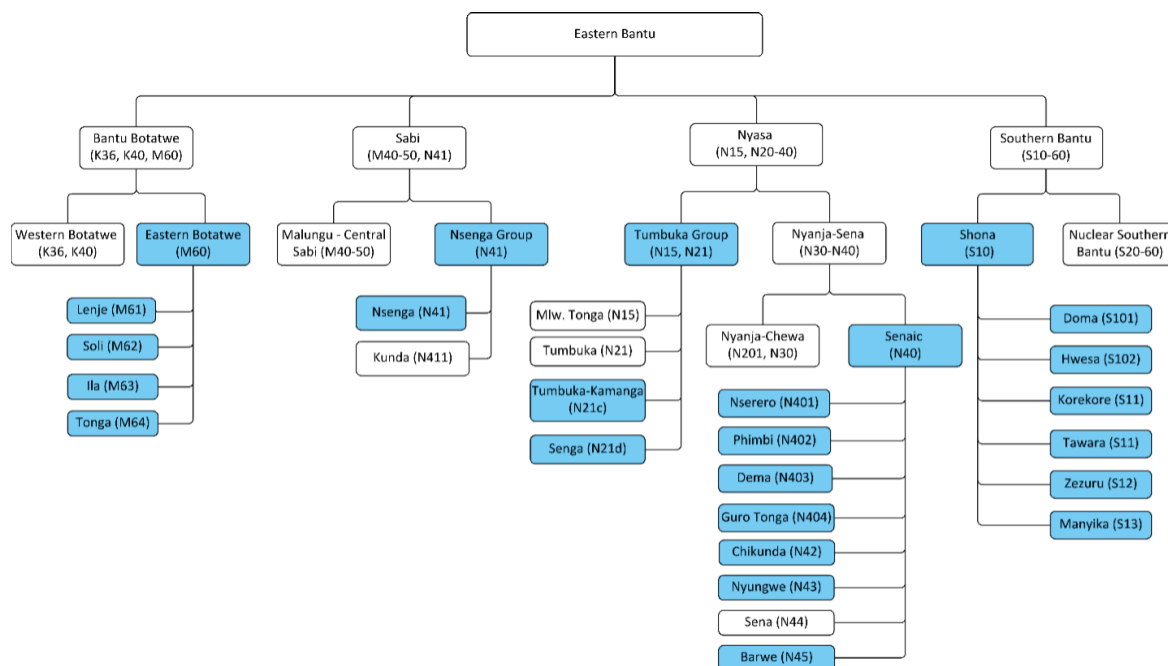 Eastern Bantu
Bantu Botatwe
(K36, K40, M60)
Sabi
(M40-50, N41)
Nyasa
(N15, N20-40)
Southern Bantu
(S10-60)
Western Botatwe
(K36, K40)
Eastern Botatwe
(M60)
Malungu - Central
Sabi (M40-50)
Nsenga Group
(N41)
Tumbuka Group
(N15, N21)
Nyanja-Sena
(N30-N40)
Shona
(S10)
Nuclear Southern
Bantu (S20-60)
Lenje (M61)
Soli (M62)
Ila (M63)
Tonga (M64)
Nsenga (N41)
Kunda (N411)
Mlw. Tonga (N15)
Tumbuka (N21)
Tumbuka-Kamanga
(N21c)
Senga (N21d)
Nyanja-Chewa
(N201, N30)
Senaic
(N40)
Nserero (N401)
Phimbi (N402)
Dema (N403)
Guro Tonga (N404)
Chikunda (N42)
Nyungwe (N43)
Sena (N44)
Barwe (N45)
Doma (S101)
Hwesa (S102)
Korekore (S11)
Tawara (S11)
Zezuru (S12)
Manyika (S13)